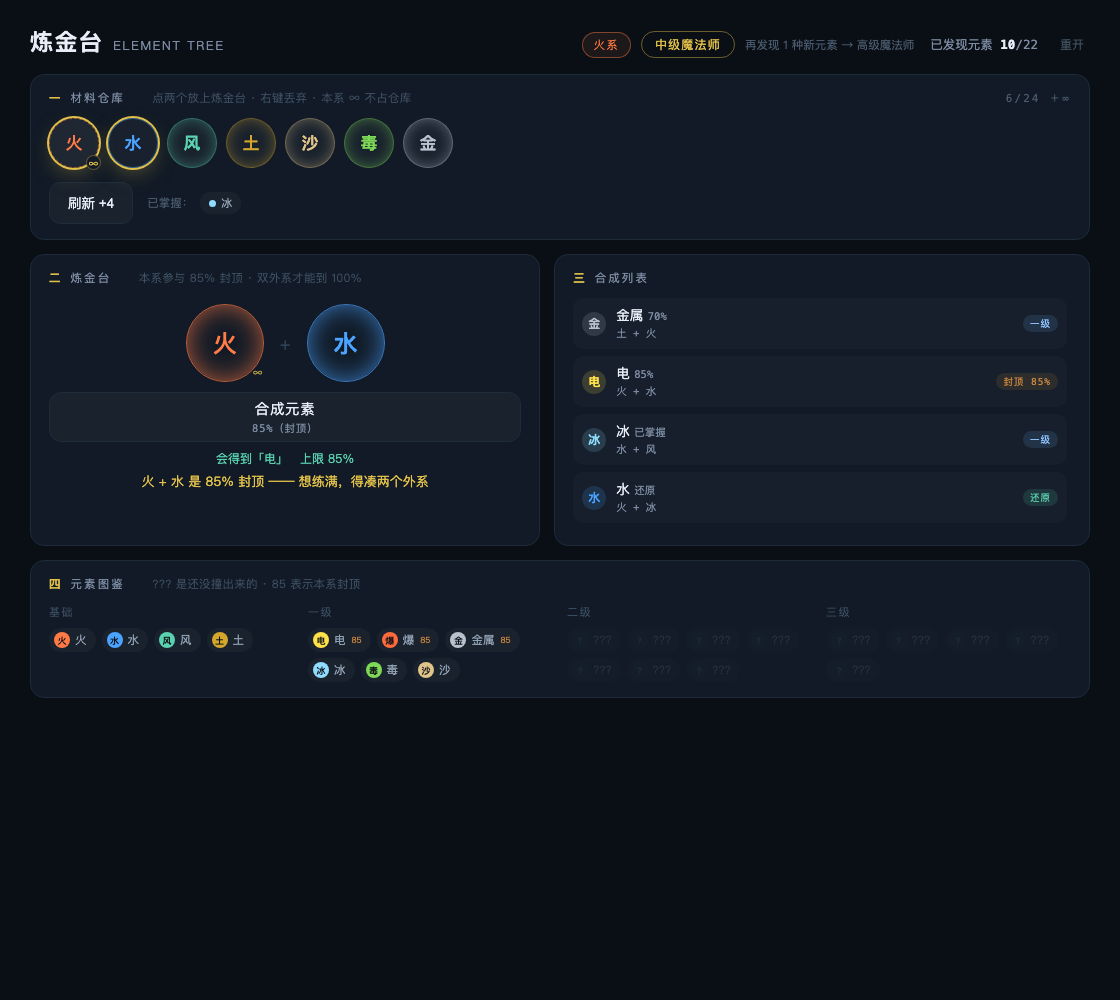 炼金台 ELEMENT TREE 火系 中级魔法师 再发现 1 种新元素 → 高级魔法师 已发现元素 10/22 重开
一 材料仓库 点两个放上炼金台 · 右键丢弃 · 本系 ∞ 不占仓库 6/24 +∞
火 ∞ 水 风 土 沙 毒 金
刷新 +4 已掌握: 冰
二 炼金台 本系参与 85% 封顶 · 双外系才能到 100%
火 ∞ + 水
合成元素
85% (封顶)
会得到「电」 上限 85%
火 + 水 是 85% 封顶 —— 想练满，得凑两个外系
三 合成列表
金 金属 70% 一级
土 + 火
电 电 85% 封顶 85%
火 + 水
冰 冰 已掌握 一级
水 + 风
水 水 还原 还原
火 + 冰
四 元素图鉴 ??? 是还没撞出来的 · 85 表示本系封顶
基础 一级 二级 三级
火 火 水 水 风 风 土 土 电 电 85 爆 爆 85 金 金属 85 ? ??? ? ??? ? ??? ? ??? ? ??? ? ??? ? ??? ? ???
冰 冰 毒 毒 沙 沙 ? ??? ? ??? ? ??? ? ???